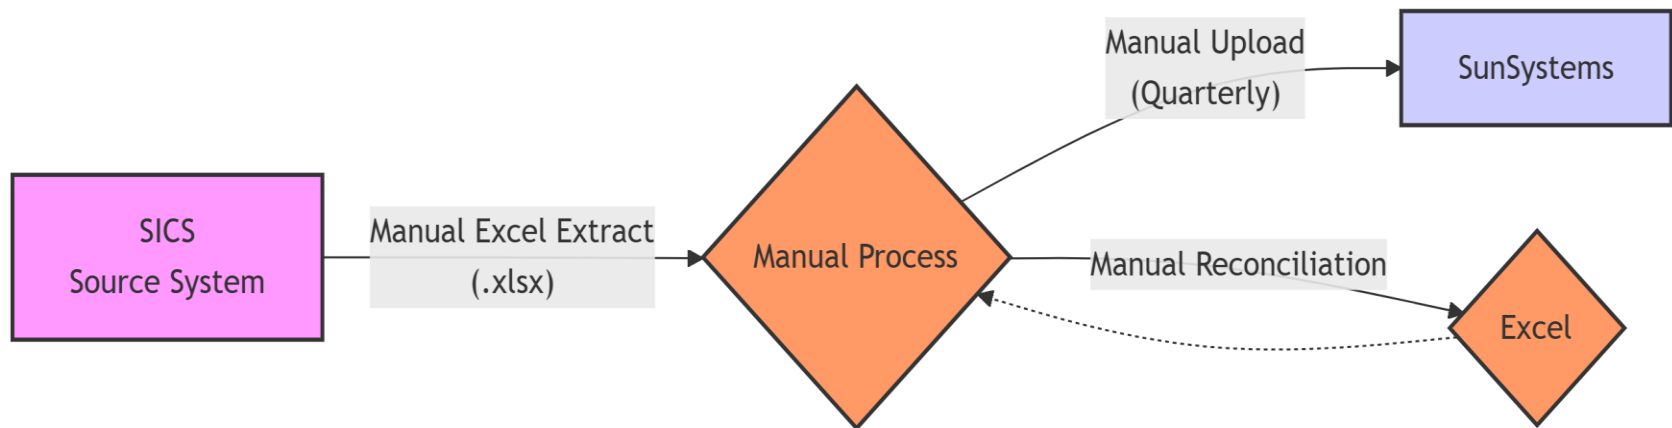 SICS
Source System
Manual Excel Extract
(.xlsx)
Manual Process
Manual Upload
(Quarterly)
SunSystems
Manual Reconciliation
Excel